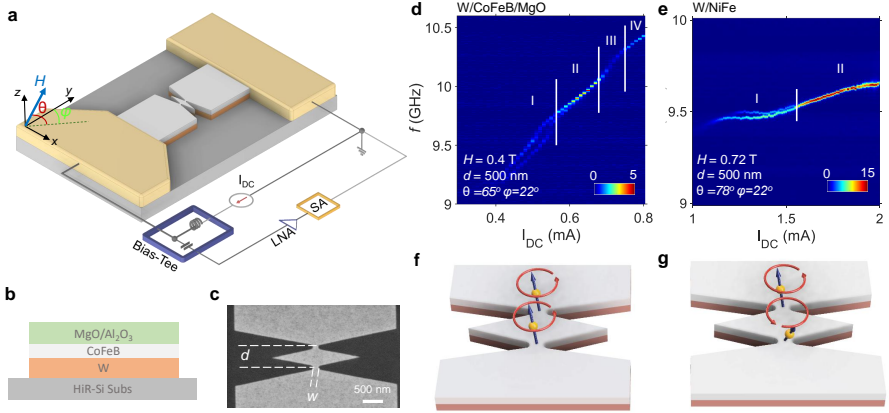 a
H
z
y
θ
φ
x
I_DC
SA
LNA
Bias-Tee
b
MgO/Al₂O₃
CoFeB
W
HiR-Si Subs
c
d
w
500 nm
d
W/CoFeB/MgO
10.5
10
9.5
9
f (GHz)
I
II
III
IV
H = 0.4 T
d = 500 nm
θ =65° φ=22°
0 5
0.4 0.6 0.8
I_DC (mA)
e
W/NiFe
10
9.5
9
I
II
H = 0.72 T
d = 500 nm
θ =78° φ=22°
0 15
1 1.5 2
I_DC (mA)
f
g